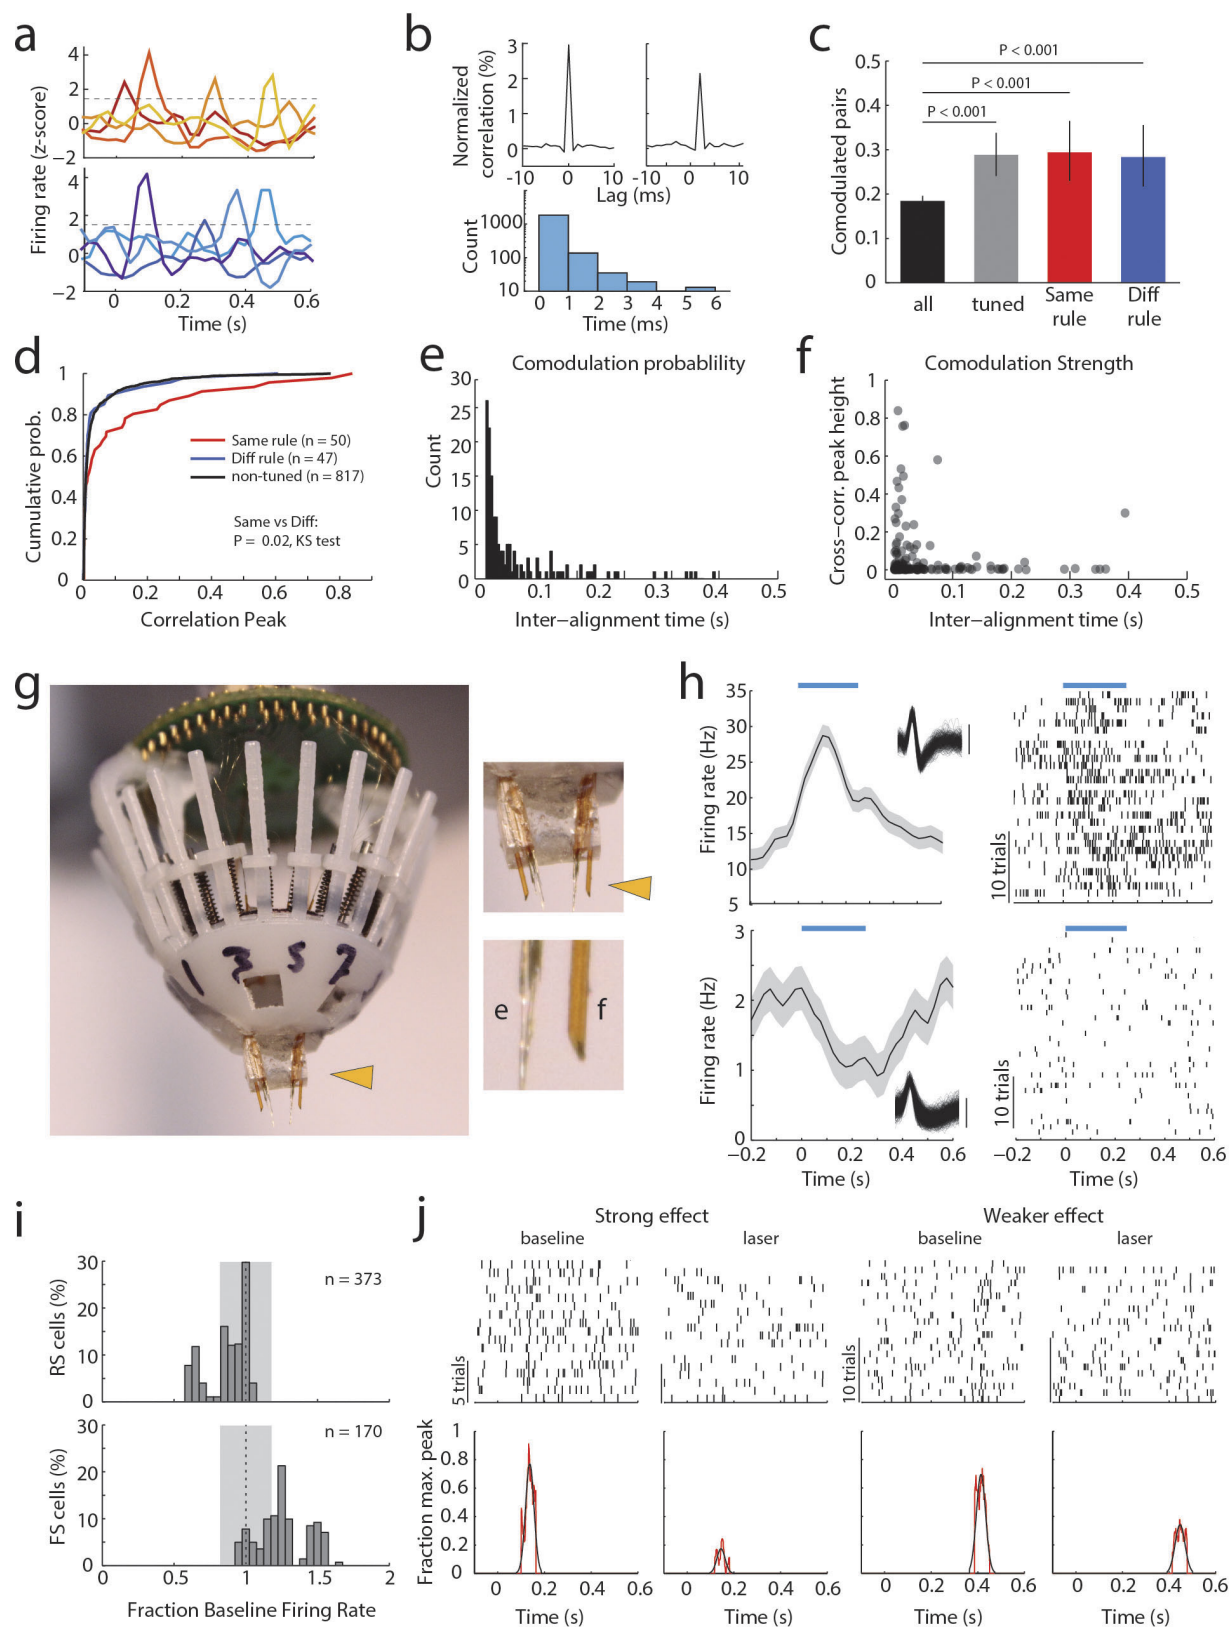 a
Firing rate (z-score)
4
2
0
−2
4
2
0
−2
0
0.2
0.4
0.6
Time (s)
b
Normalized
correlation (%)
3
2
1
0
-10
0
10
-10
0
10
Lag (ms)
Count
1000
100
10
0
1
2
3
4
5
6
Time (ms)
c
Comodulated pairs
0.5
0.4
0.3
0.2
0.1
0
P < 0.001
P < 0.001
P < 0.001
all
tuned
Same
rule
Diff
rule
d
Cumulative prob.
1
0.8
0.6
0.4
0.2
0
Same rule (n = 50)
Diff rule (n = 47)
non-tuned (n = 817)
Same vs Diff:
P = 0.02, KS test
0
0.2
0.4
0.6
0.8
Correlation Peak
e
Comodulation probablility
Count
30
25
20
15
10
5
0
0
0.1
0.2
0.3
0.4
0.5
Inter−alignment time (s)
f
Comodulation Strength
Cross−corr. peak height
1
0.8
0.6
0.4
0.2
0
0
0.1
0.2
0.3
0.4
0.5
Inter−alignment time (s)
g
1
3
5
7
e
f
h
Firing rate (Hz)
35
30
25
20
15
10
5
10 trials
Firing rate (Hz)
3
2
1
0
−0.2
0
0.2
0.4
0.6
Time (s)
10 trials
−0.2
0
0.2
0.4
0.6
Time (s)
i
RS cells (%)
30
20
10
0
n = 373
FS cells (%)
30
20
10
0
n = 170
0
0.5
1
1.5
2
Fraction Baseline Firing Rate
j
Strong effect
Weaker effect
baseline
laser
baseline
laser
5 trials
10 trials
Fraction max. peak
1
0.8
0.6
0.4
0.2
0
0
0.2
0.4
0.6
Time (s)
0
0.2
0.4
0.6
Time (s)
0
0.2
0.4
0.6
Time (s)
0
0.2
0.4
0.6
Time (s)